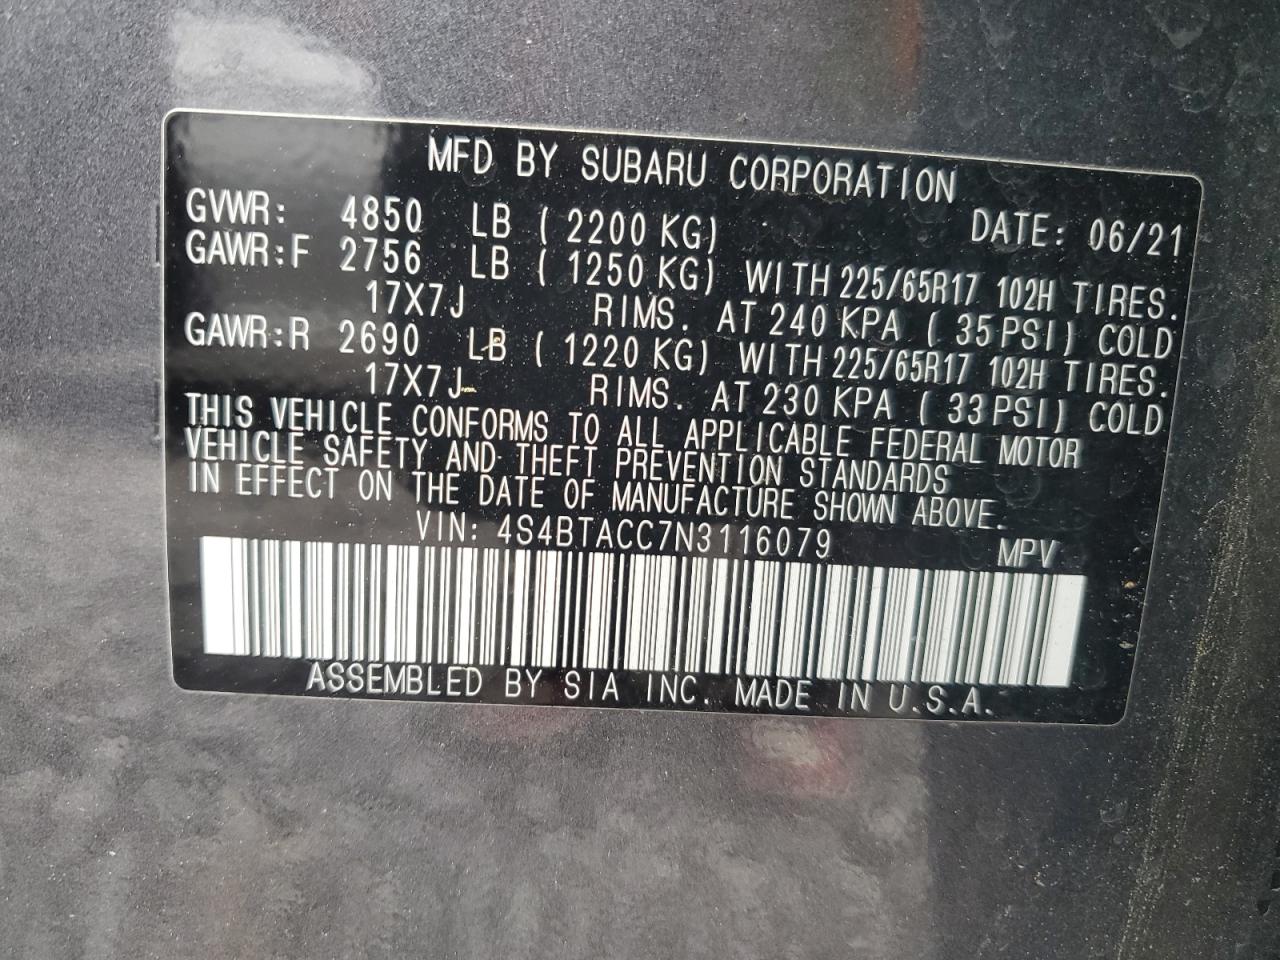 MFD BY SUBARU CORPORATION
GVWR: 4850 LB ( 2200 KG) DATE: 06/21
GAWR:F 2756 LB ( 1250 KG) WITH 225/65R17 102H TIRES.
17X7J RIMS. AT 240 KPA ( 35 PSI) COLD
GAWR:R 2690 LB ( 1220 KG) WITH 225/65R17 102H TIRES.
17X7J RIMS. AT 230 KPA ( 33 PSI) COLD
THIS VEHICLE CONFORMS TO ALL APPLICABLE FEDERAL MOTOR
VEHICLE SAFETY AND THEFT PREVENTION STANDARDS
IN EFFECT ON THE DATE OF MANUFACTURE SHOWN ABOVE.
VIN: 4S4BTACC7N3116079 MPV
ASSEMBLED BY SIA INC. MADE IN U.S.A.